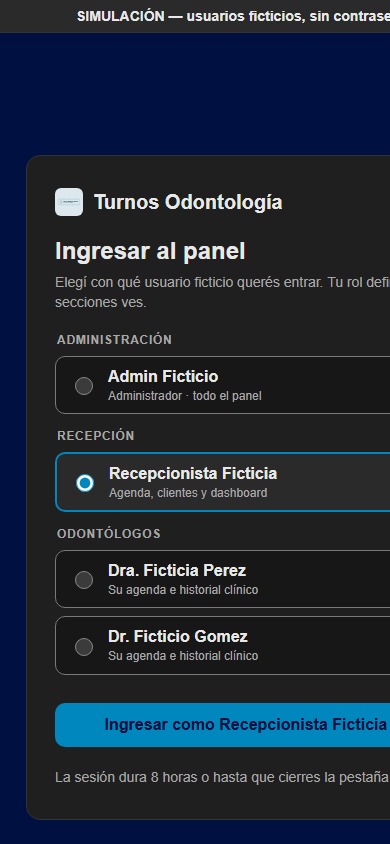 SIMULACIÓN — usuarios ficticios, sin
Turnos Odontología
Ingresar al panel
Elegí con qué usuario ficticio querés entrar. Tu rol
secciones ves.
ADMINISTRACIÓN
Admin Ficticio
Administrador · todo el panel
RECEPCIÓN
Recepcionista Ficticia
Agenda, clientes y dashboard
ODONTÓLOGOS
Dra. Ficticia Perez
Su agenda e historial clínico
Dr. Ficticio Gomez
Su agenda e historial clínico
Ingresar como Recepcionista Ficticia
La sesión dura 8 horas o hasta que cierres la pestaña